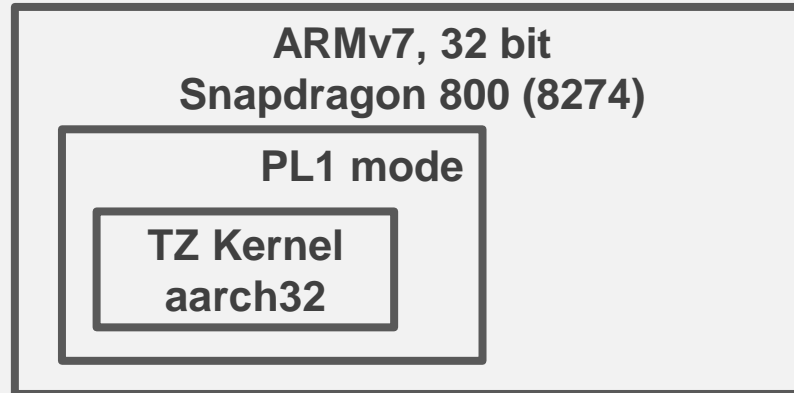 ARMv7, 32 bit
Snapdragon 800 (8274)
PL1 mode
TZ Kernel
aarch32